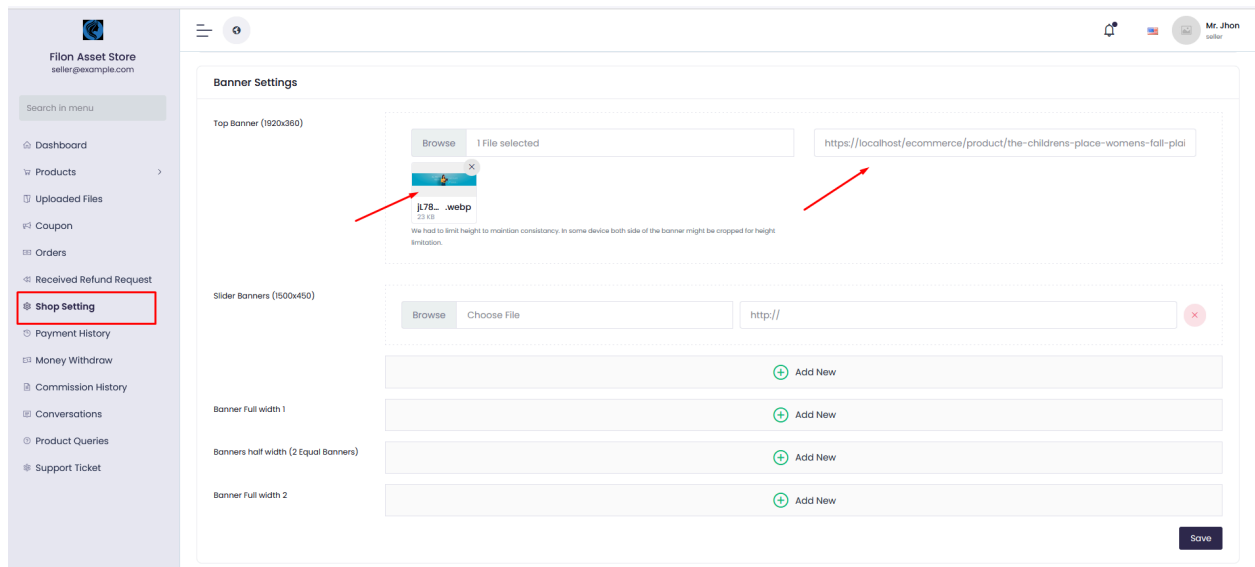 Filon Asset Store
seller@example.com
Search in menu
Dashboard
Products
Uploaded Files
Coupon
Orders
Received Refund Request
Shop Setting
Payment History
Money Withdraw
Commission History
Conversations
Product Queries
Support Ticket
Mr. Jhon
seller
Banner Settings
Top Banner (1920x360)
Browse 1 File selected
https://localhost/ecommerce/product/the-childrens-place-womens-fall-plai
jL78... .webp
23 KB
We had to limit height to maintian consistancy. In some device both side of the banner might be cropped for height
limitation.
Slider Banners (1500x450)
Browse Choose File
http://
Add New
Banner Full width 1
Add New
Banners half width (2 Equal Banners)
Add New
Banner Full width 2
Add New
Save